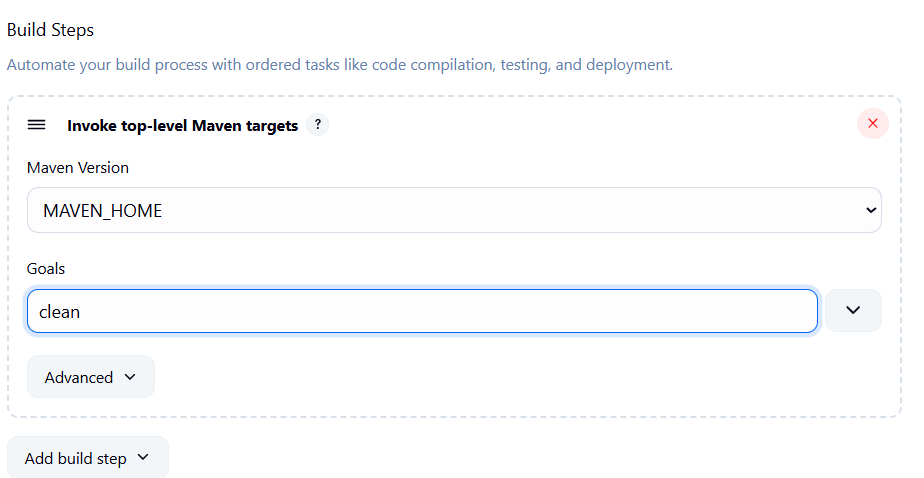 Build Steps
Automate your build process with ordered tasks like code compilation, testing, and deployment.
Invoke top-level Maven targets ?
Maven Version
MAVEN_HOME
Goals
clean
Advanced
Add build step